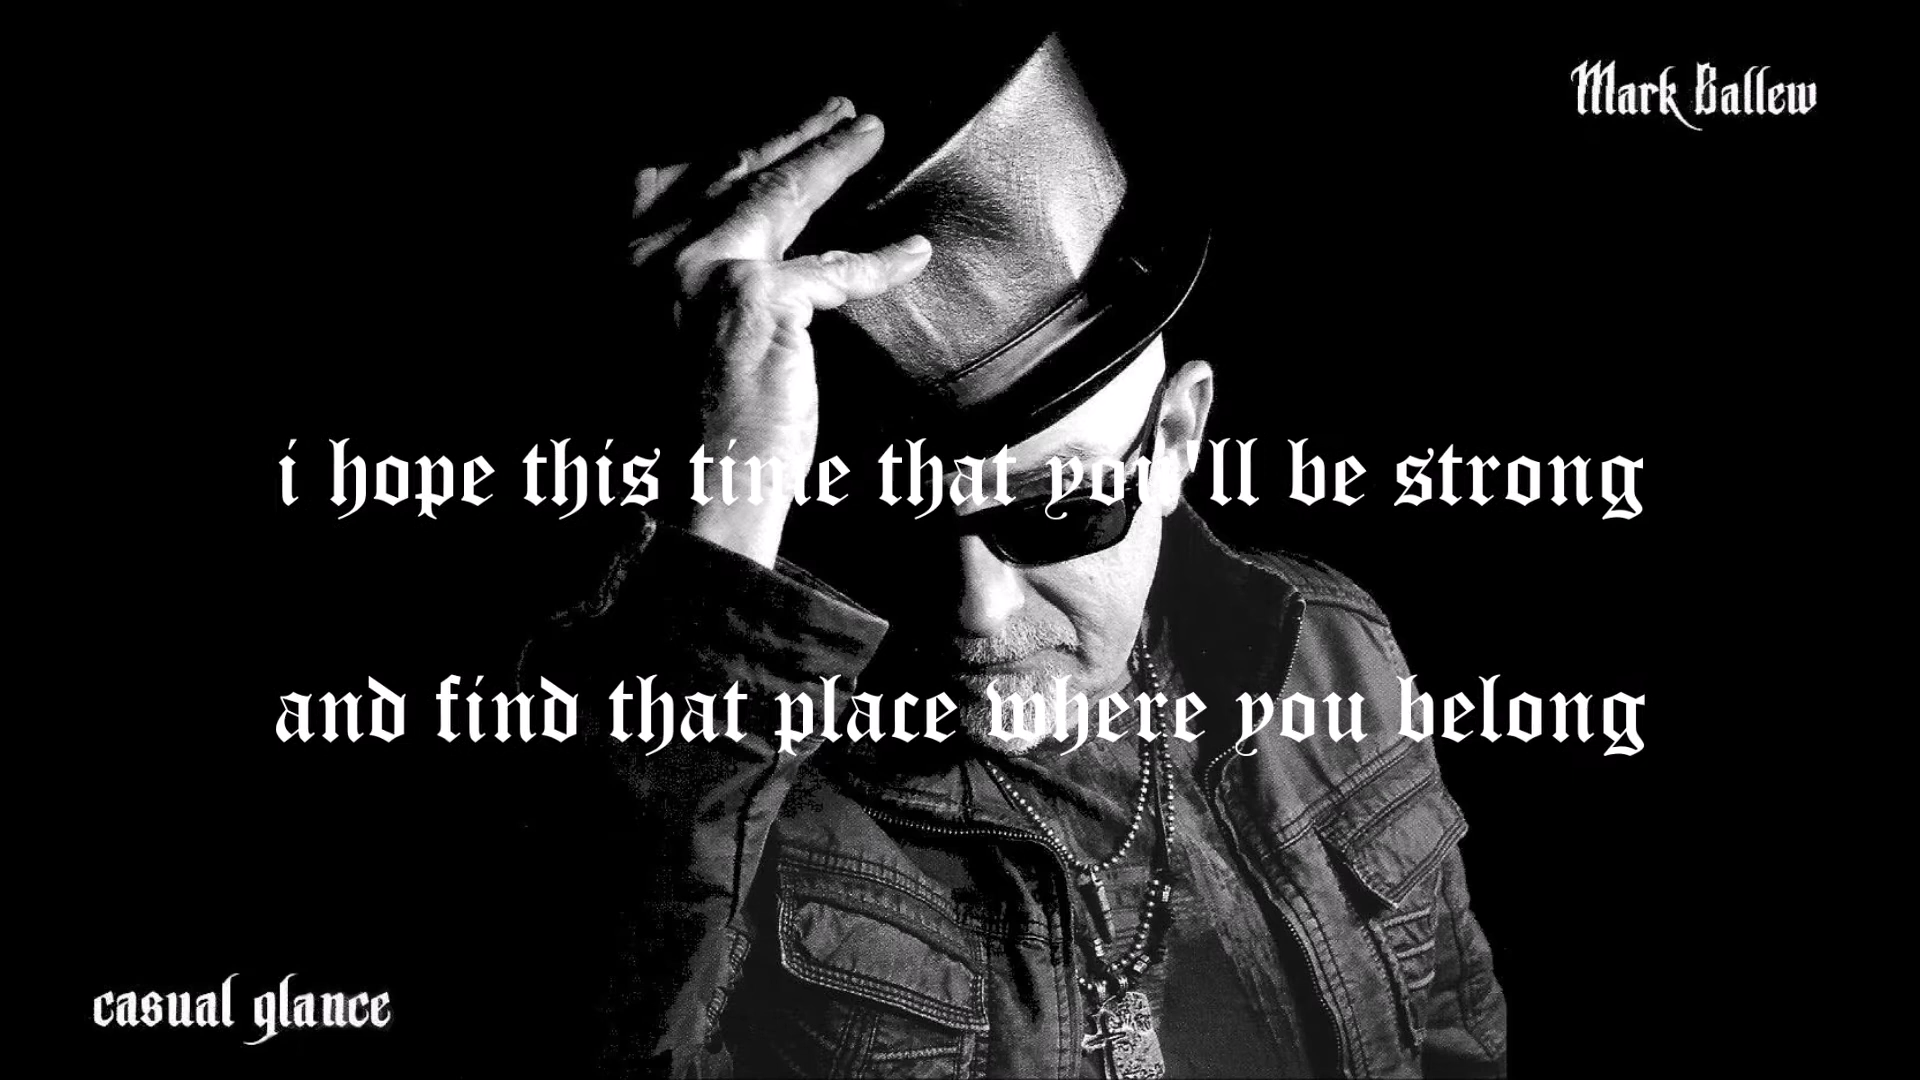 Mark Ballew
i hope this time that you'll be strong
and find that place where you belong
casual glance